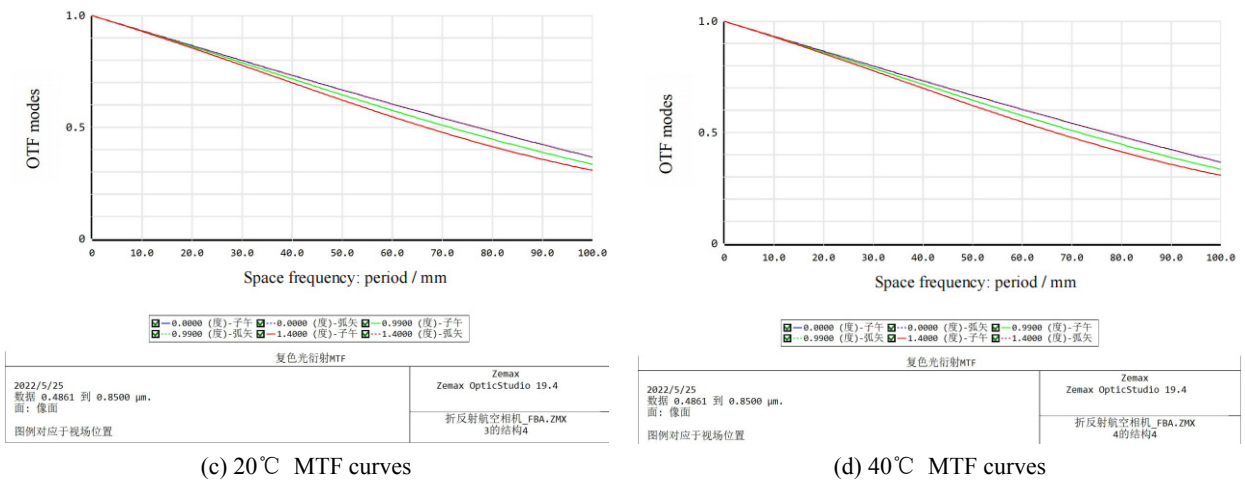 1.0
0.5
0
OTF modes
0 10.0 20.0 30.0 40.0 50.0 60.0 70.0 80.0 90.0 100.0
Space frequency: period / mm
0.0000 (度)-子午 0.0000 (度)-弧矢 0.9900 (度)-子午
0.9900 (度)-弧矢 1.4000 (度)-子午 1.4000 (度)-弧矢
复色光衍射MTF
2022/5/25
数据 0.4861 到 0.8500 μm.
面: 像面
图例对应于视场位置
Zemax
Zemax OpticStudio 19.4
折反射航空相机_FBA.ZMX
3的结构4
(c) 20℃ MTF curves
1.0
0.5
0
OTF modes
0 10.0 20.0 30.0 40.0 50.0 60.0 70.0 80.0 90.0 100.0
Space frequency: period / mm
0.0000 (度)-子午 0.0000 (度)-弧矢 0.9900 (度)-子午
0.9900 (度)-弧矢 1.4000 (度)-子午 1.4000 (度)-弧矢
复色光衍射MTF
2022/5/25
数据 0.4861 到 0.8500 μm.
面: 像面
图例对应于视场位置
Zemax
Zemax OpticStudio 19.4
折反射航空相机_FBA.ZMX
4的结构4
(d) 40℃ MTF curves